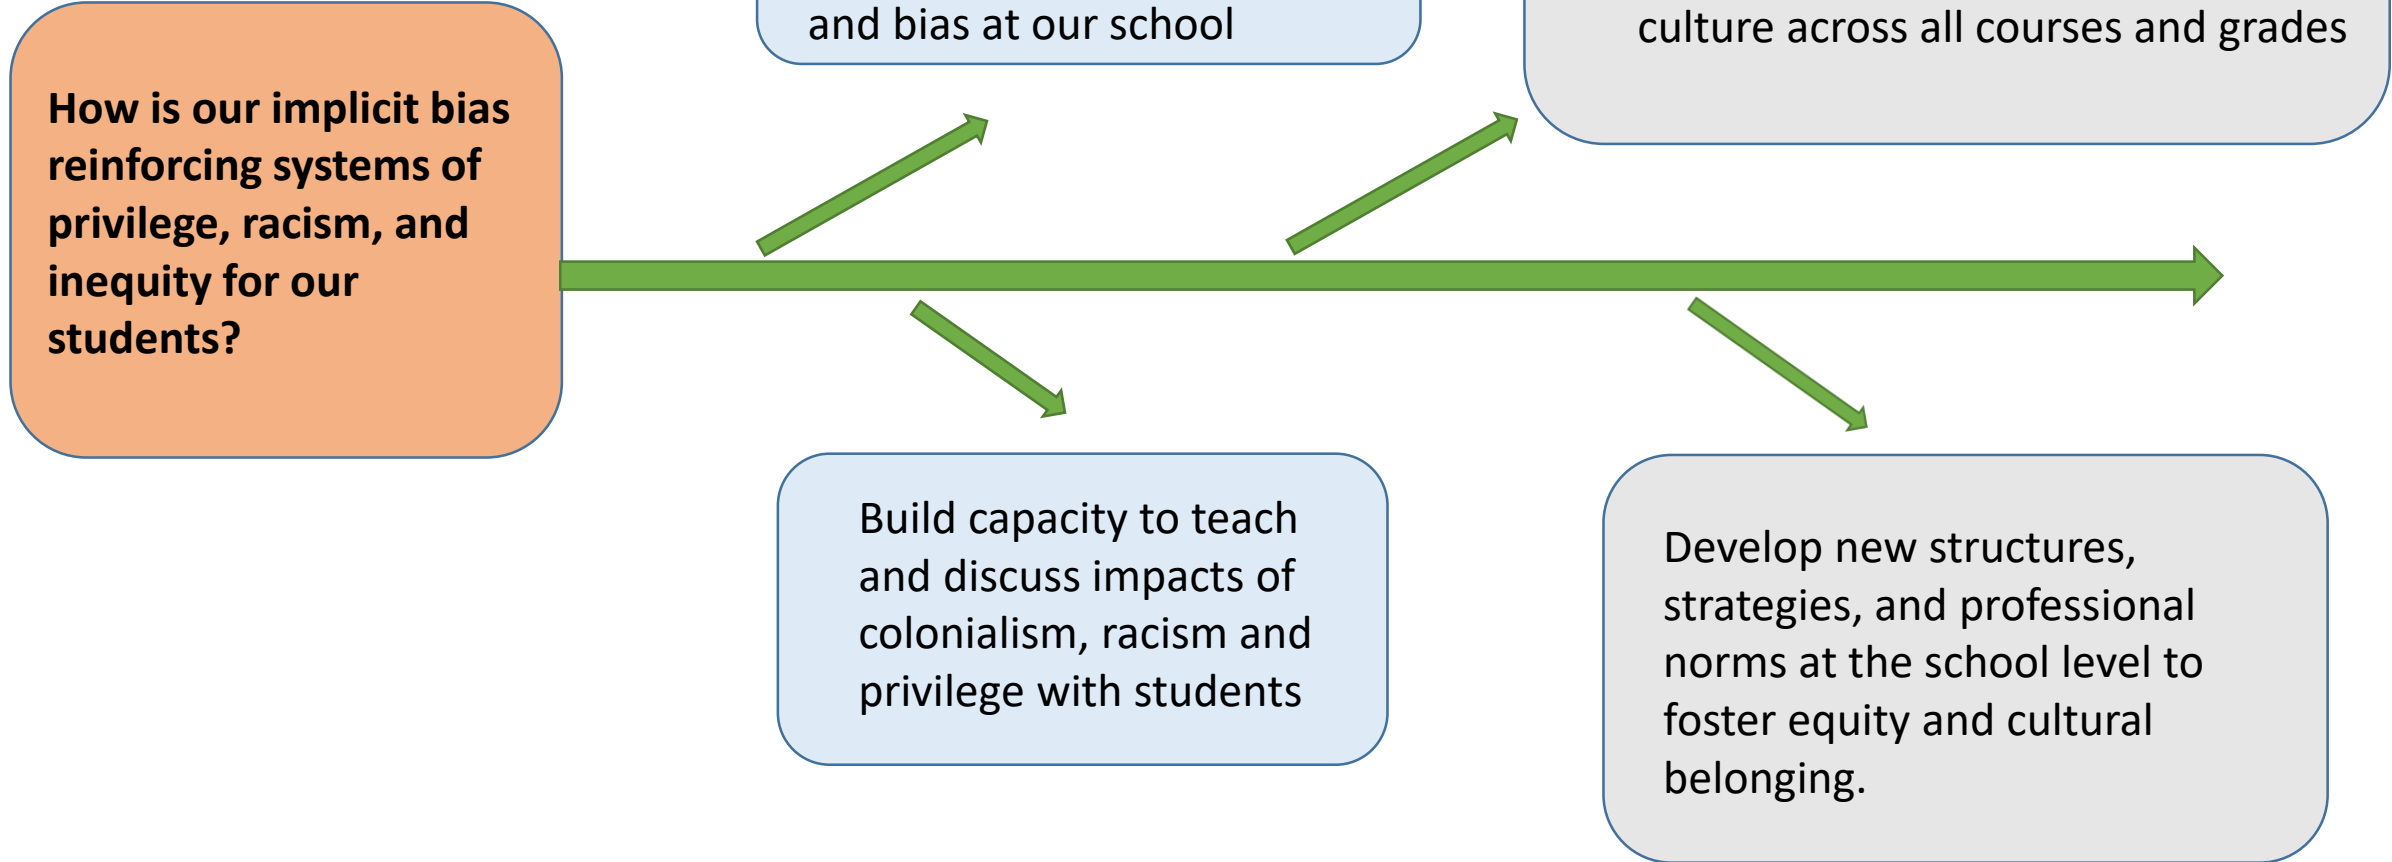 and bias at our school
culture across all courses and grades
How is our implicit bias
reinforcing systems of
privilege, racism, and
inequity for our
students?
Build capacity to teach
and discuss impacts of
colonialism, racism and
privilege with students
Develop new structures,
strategies, and professional
norms at the school level to
foster equity and cultural
belonging.